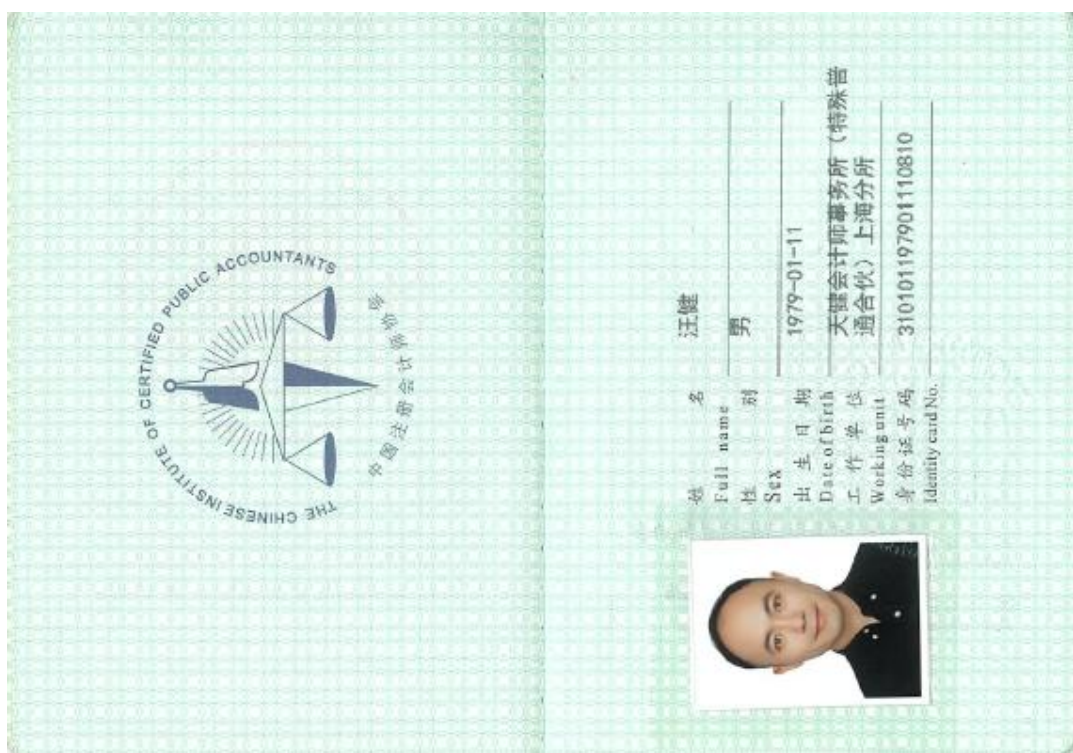 THE CHINESE INSTITUTE OF CERTIFIED PUBLIC ACCOUNTANTS
中国注册会计师协会
姓 名 汪健
Full name
性 别 男
Sex
出 生 日 期 1979-01-11
Date of birth
工 作 单 位 天健会计师事务所（特殊普
Working unit 通合伙）上海分所
身 份 证 号 码 310101197901110810
Identity card No.